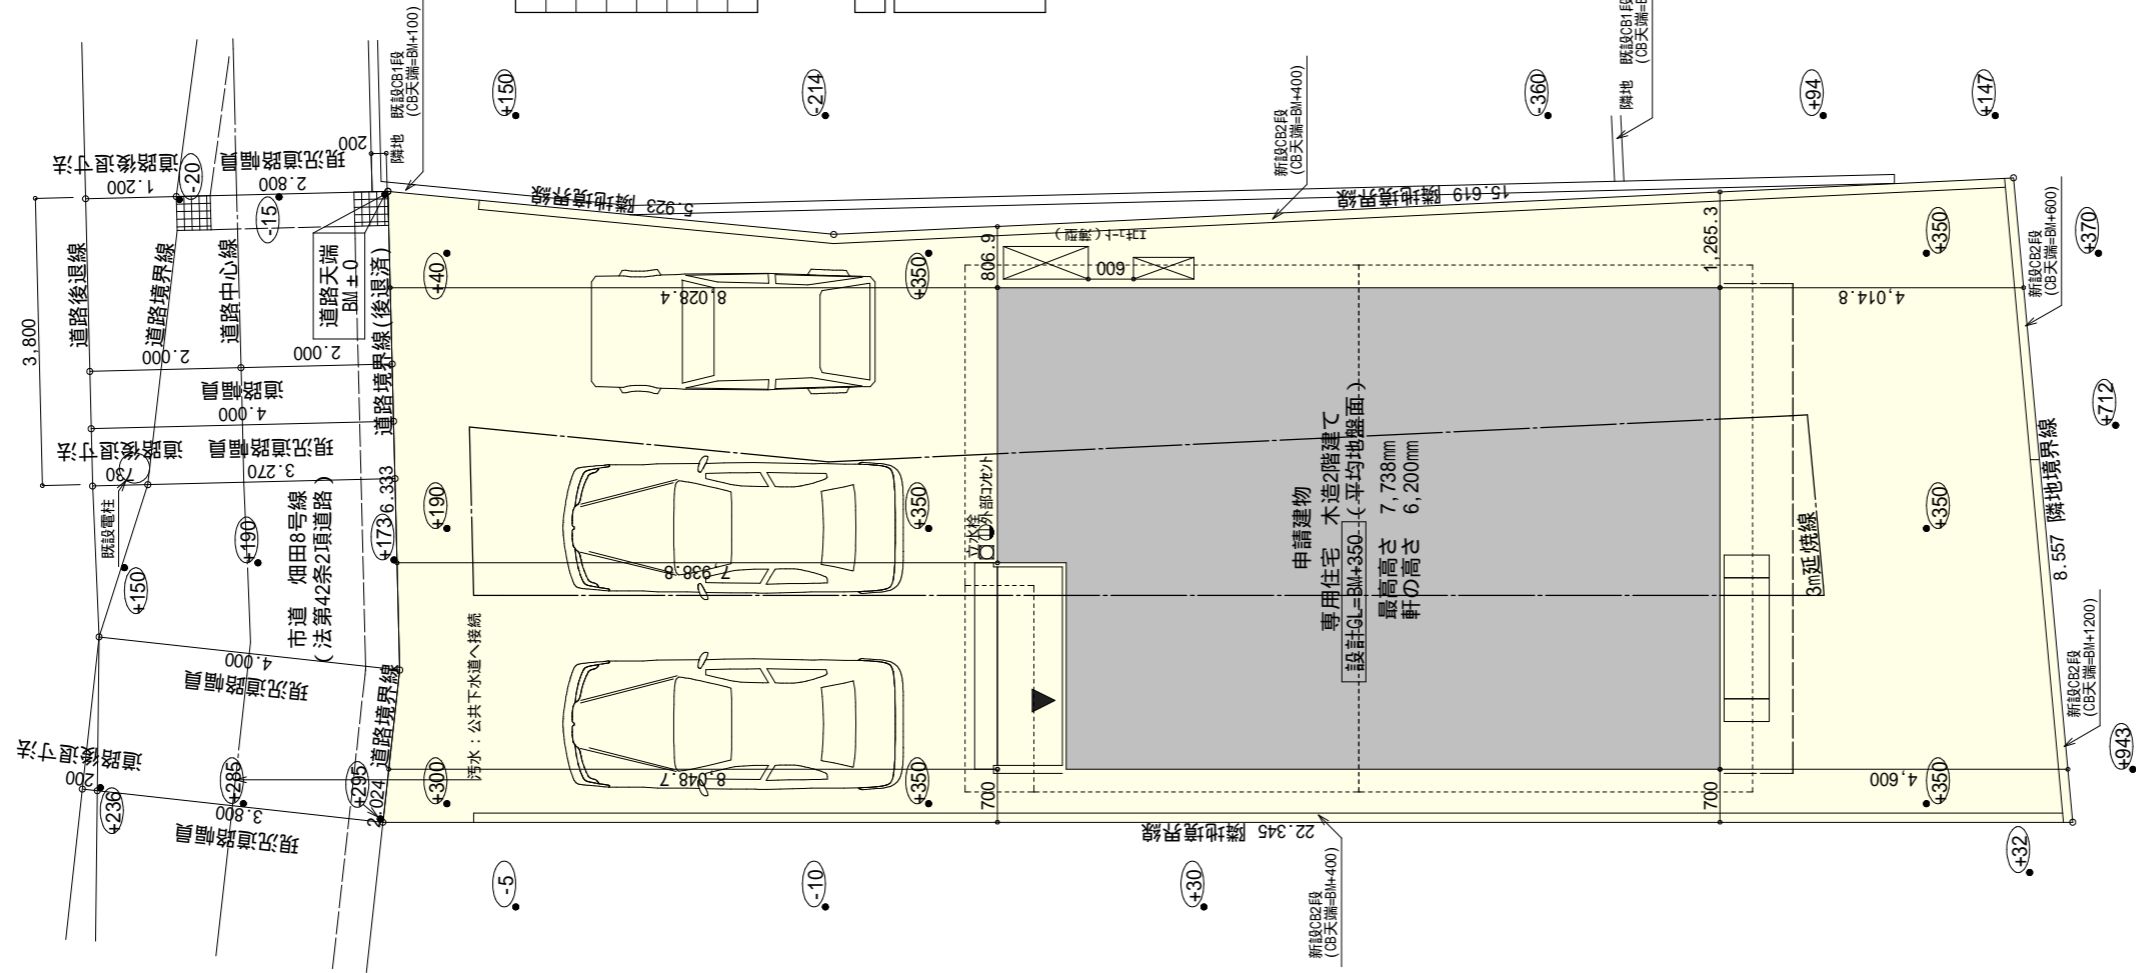 既設CB1段
(CB天端=BM+100)
隣地
200
+150
-214
-360
+94
+147
隣地 既設CB1段
道路後退寸法
1.200
現況道路幅員
2.800
-20
-15
3,800
道路後退線
道路境界線
道路中心線
道路天端
BM±0
道路境界線(後退済)
2.000
2.000
道路幅員
4.000
道路後退寸法
730
現況道路幅員
3.270
既設電柱
+150
+190
市道 畑田8号線
(法第42条2項道路)
+173
6.333
4.000
現況道路幅員
道路境界線
道路後退寸法
200
+236
+285
+295
2.024
3.800
現況道路幅員
5.923 隣地境界線
15.619 隣地境界線
新設CB2段
(CB天端=BM+400)
+40
+350
8,028.4
806.9
エコキュート(薄型)
600
1,265.3
4,014.8
+350
新設CB2段
(CB天端=BM+600)
+370
+712
+190
+350
立水栓
外部コンセント
7,938.8
申請建物
専用住宅 木造2階建て
設計GL=BM+350(平均地盤面)
最高高さ 7,738mm
軒の高さ 6,200mm
3m延焼線
+350
8.557 隣地境界線
汚水:公共下水道へ接続
+300
+350
8,048.7
700
700
4,600
+350
新設CB2段
(CB天端=BM+1200)
+943
22.345 隣地境界線
新設CB2段
(CB天端=BM+400)
-5
-10
+30
+32